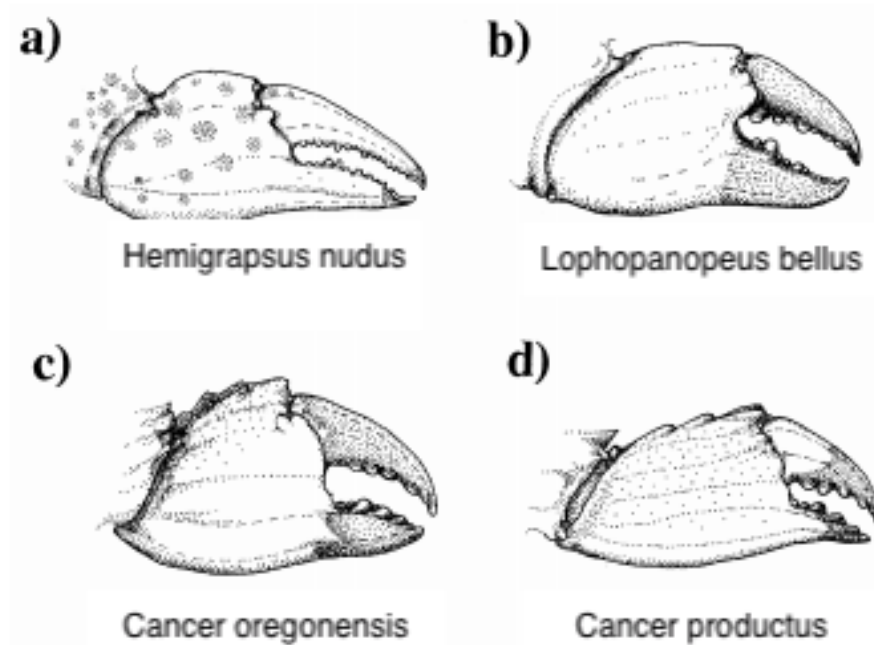 a)
b)
Hemigrapsus nudus
Lophopanopeus bellus
c)
d)
Cancer oregonensis
Cancer productus